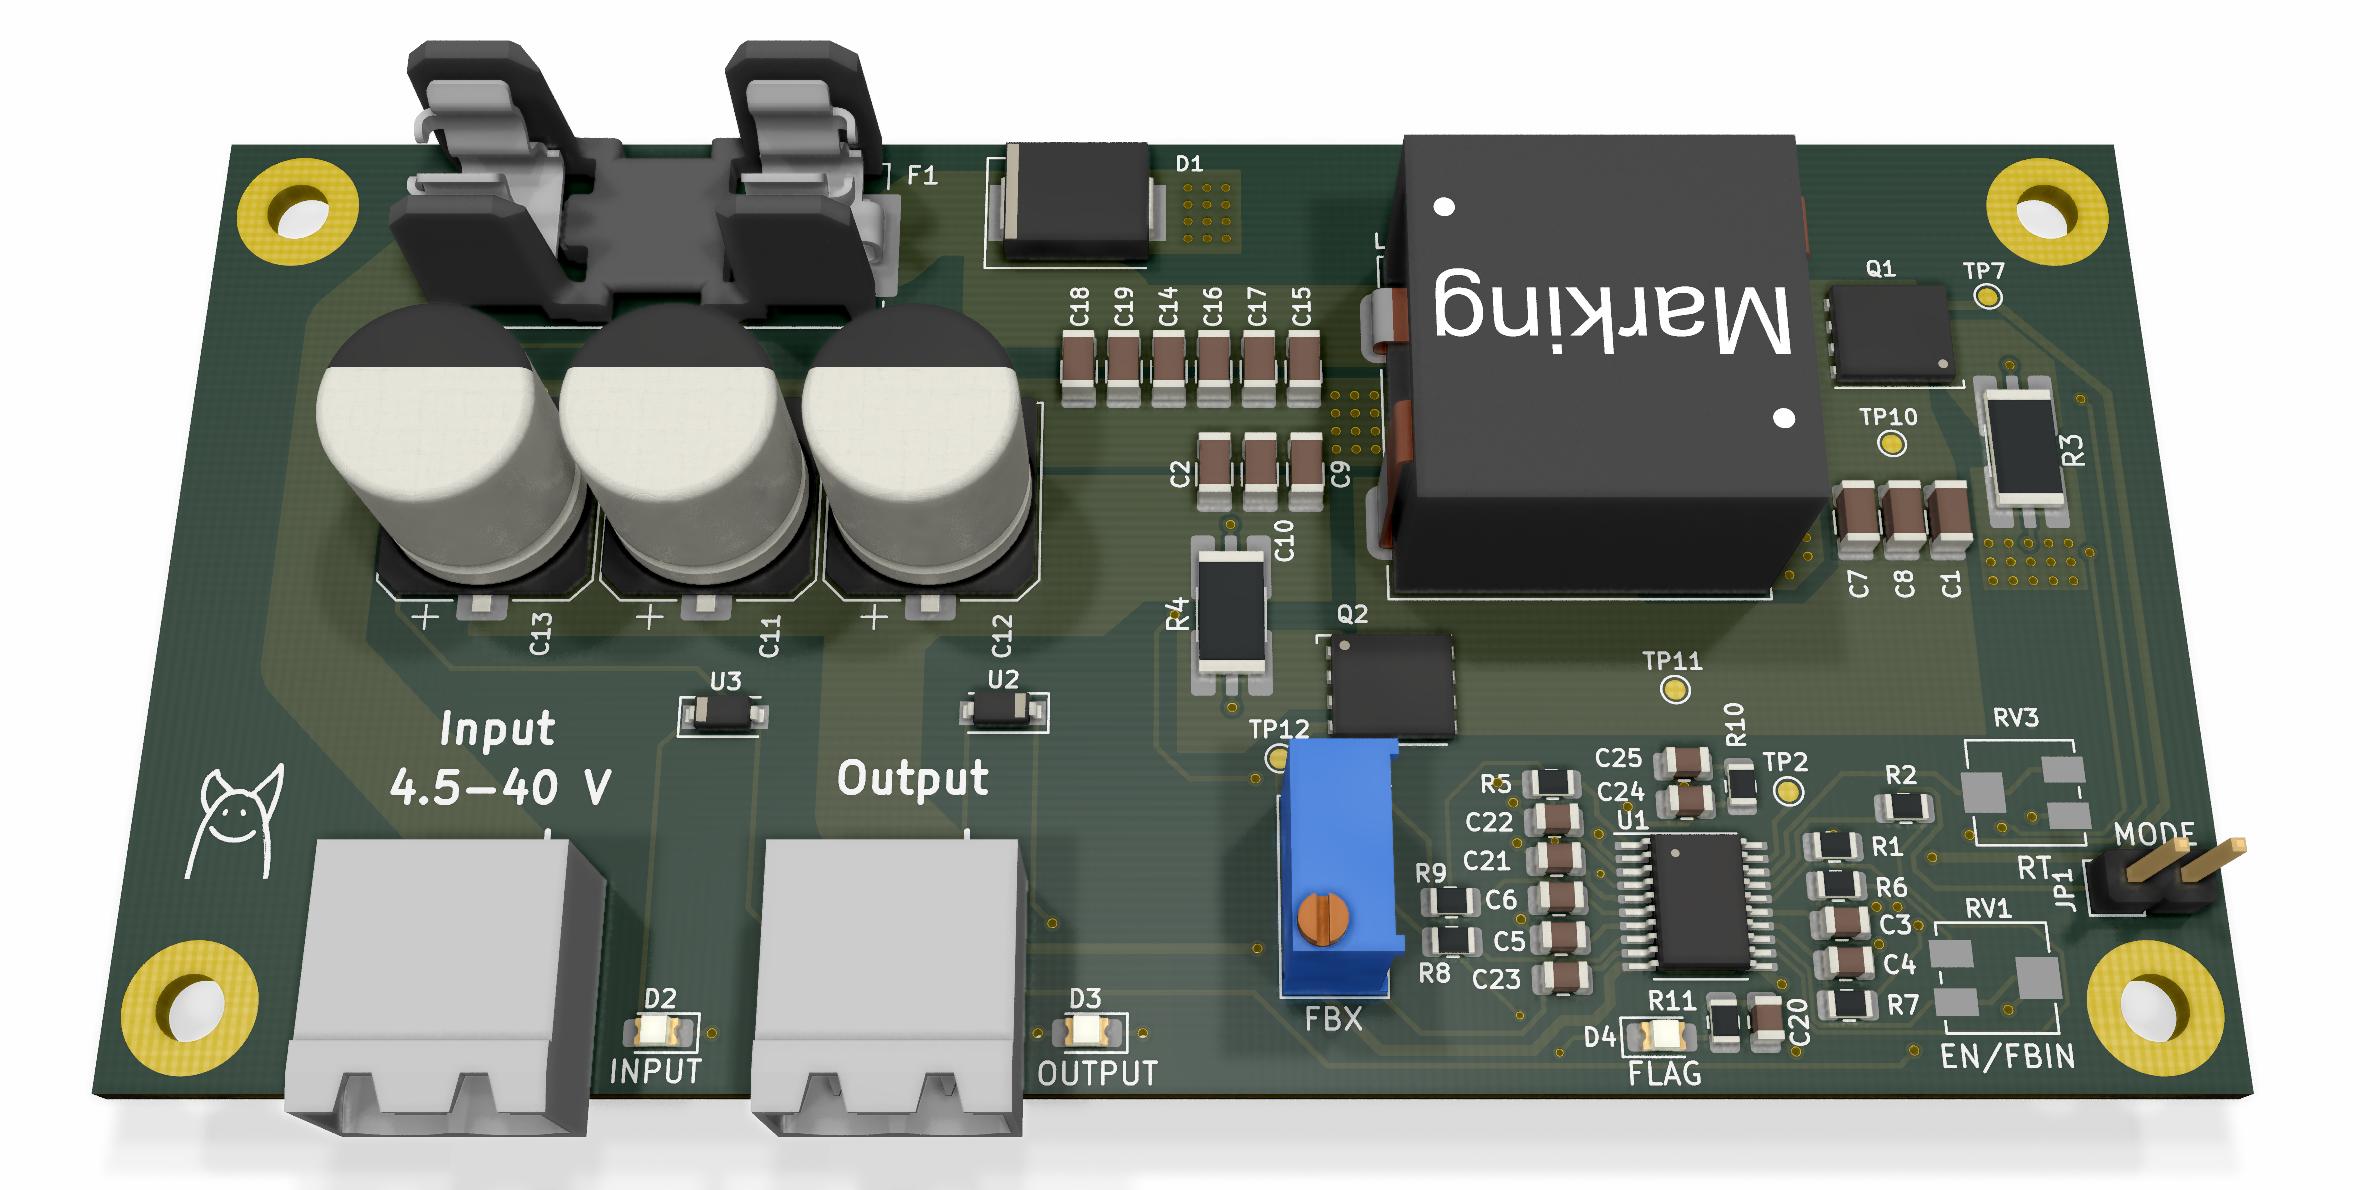 F1
D1
L
Marking
Q1
TP7
C18
C19
C14
C16
C17
C15
TP10
R3
C2
C9
C10
C7
C8
C1
R4
Q2
C13
C11
C12
U3
U2
TP11
Input
4.5–40 V
Output
TP12
R10
RV3
C25
TP2
R5
C24
R2
C22
U1
MODE
C21
R1
RT
R9
R6
JP1
C6
RV1
C5
C3
R8
C23
C4
D2
D3
R11
R7
FBX
D4
C20
INPUT
OUTPUT
FLAG
EN/FBIN